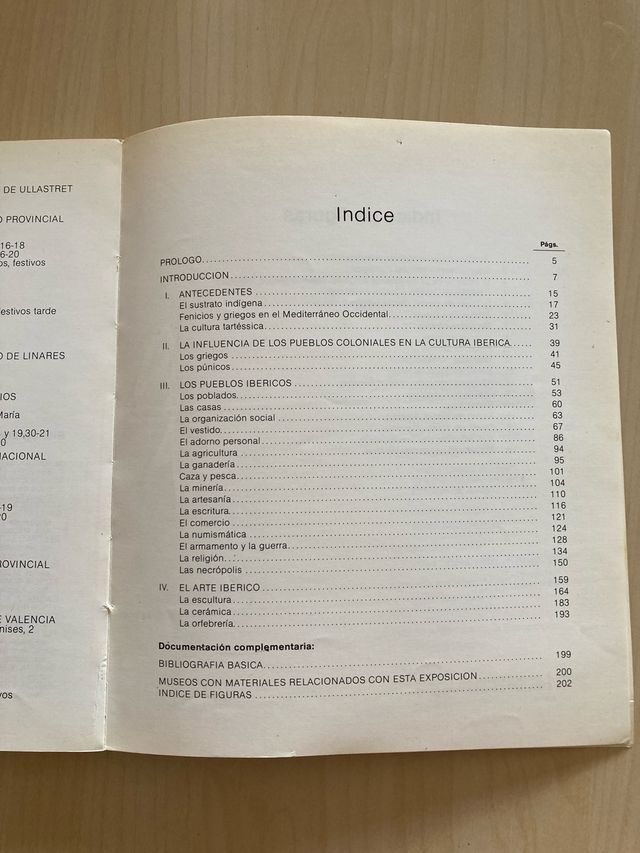 DE ULLASTRET
PROVINCIAL
16-18
6-20
os, festivos
festivos tarde
O DE LINARES
IOS
María
y 19,30-21
0
NACIONAL
-19
20
ROVINCIAL
E VALENCIA
nises, 2
vos
Indice
Págs.
PROLOGO 5
INTRODUCCION 7
I. ANTECEDENTES 15
El sustrato indígena 17
Fenicios y griegos en el Mediterráneo Occidental 23
La cultura tartéssica 31
II. LA INFLUENCIA DE LOS PUEBLOS COLONIALES EN LA CULTURA IBERICA 39
Los griegos 41
Los púnicos 45
III. LOS PUEBLOS IBERICOS 51
Los poblados 53
Las casas 60
La organización social 63
El vestido 67
El adorno personal 86
La agricultura 94
La ganadería 95
Caza y pesca 101
La minería 104
La artesanía 110
La escritura 116
El comercio 121
La numismática 124
El armamento y la guerra 128
La religión 134
Las necrópolis 150
IV. EL ARTE IBERICO 159
La escultura 164
La cerámica 183
La orfebrería 193
Documentación complementaria:
BIBLIOGRAFIA BASICA 199
MUSEOS CON MATERIALES RELACIONADOS CON ESTA EXPOSICION 200
INDICE DE FIGURAS 202